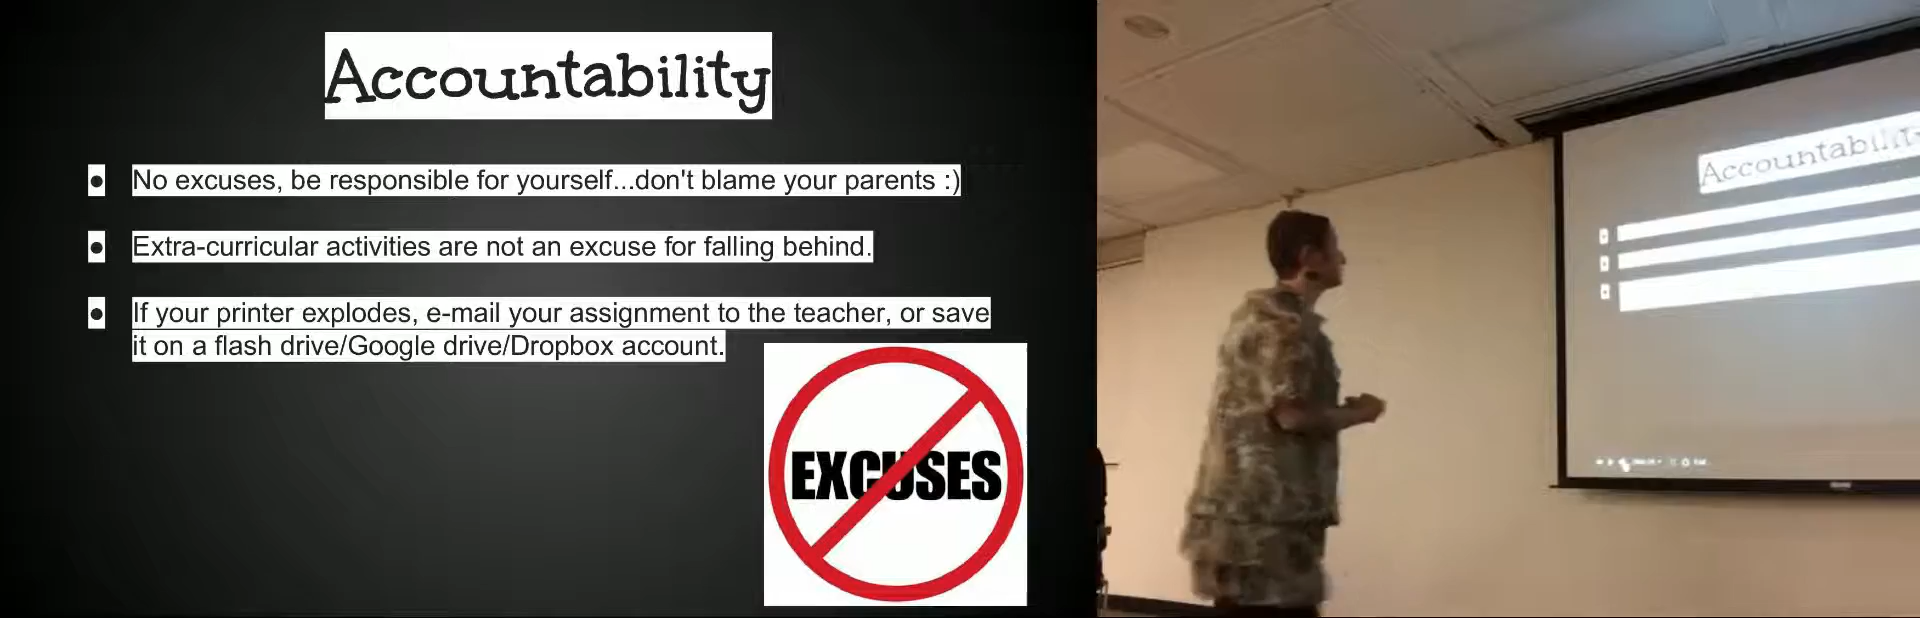 Accountability
● No excuses, be responsible for yourself...don't blame your parents :)
● Extra-curricular activities are not an excuse for falling behind.
● If your printer explodes, e-mail your assignment to the teacher, or save
it on a flash drive/Google drive/Dropbox account.
EXCUSES
Accountability